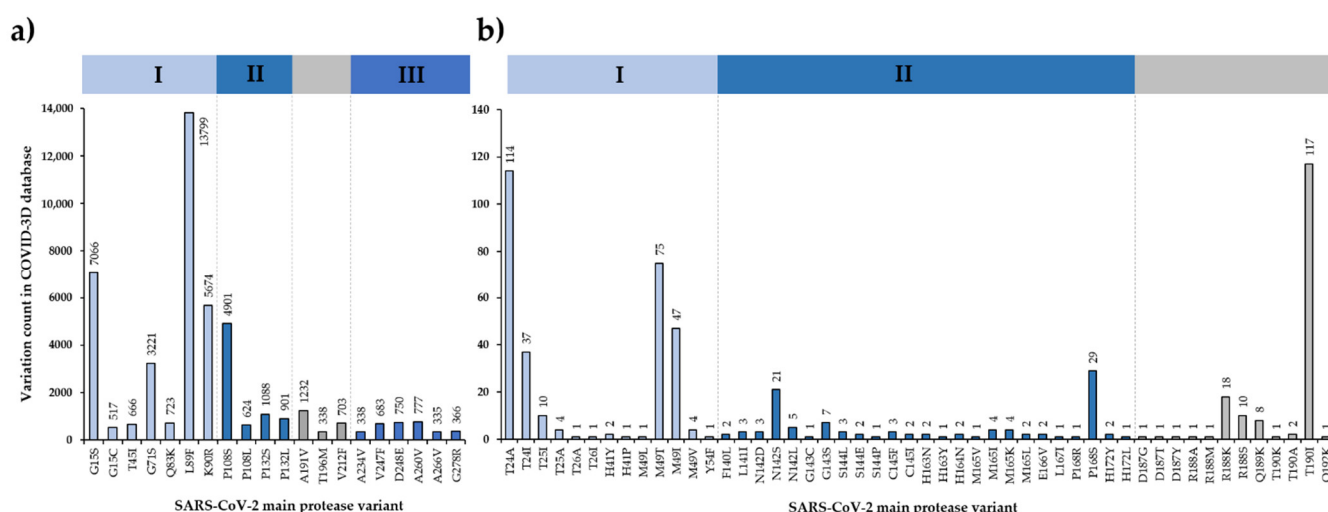 a)
I II III
Variation count in COVID-3D database
14,000
12,000
10,000
8000
6000
4000
2000
0
7066 517 666 3221 723 13799 5674 4901 624 1088 901 1232 338 703 338 683 750 777 335 366
G15S G15C T45I G71S Q83K L89F K90R P108S P108L P132S P132L A191V T196M V212F A234V V247F D248E A260V A266V G278R
SARS-CoV-2 main protease variant
b)
I II
140
120
100
80
60
40
20
0
114 37 10 4 1 1 2 1 1 75 47 4 1 2 3 3 21 5 1 7 3 2 1 3 2 2 1 2 1 4 4 2 2 1 1 29 2 1 1 1 1 1 1 18 10 8 1 2 117 1
T24A T24I T25I T25A T26A T26I H41Y H41P M49L M49T M49I M49V Y54F F140L L141I N142D N142S N142L G143C G143S S144L S144E S144P C145F C145I H163N H163Y H164N M165V M165I M165K M165L E166V L167I P168R P168S H172Y H172L D187G D187T D187Y R188A R188M R188K R188S Q189K T190K T190A T190I Q192K
SARS-CoV-2 main protease variant